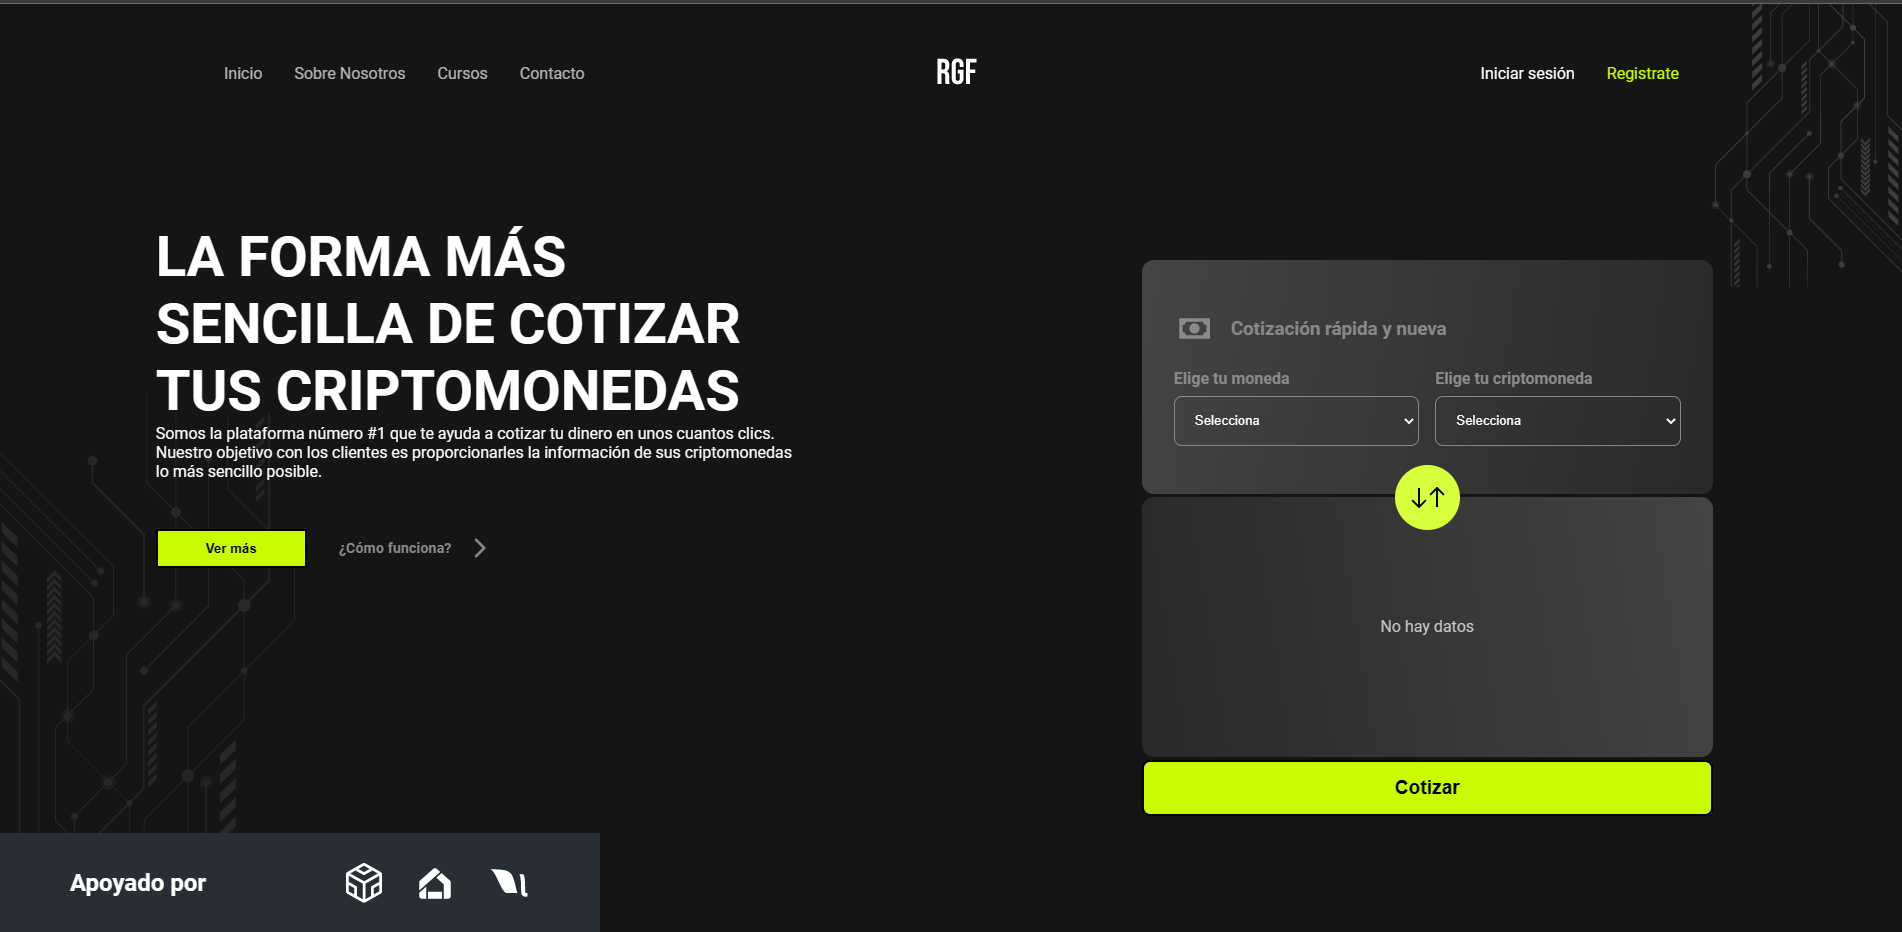 Inicio Sobre Nosotros Cursos Contacto
RGF
Iniciar sesión Registrate
LA FORMA MÁS
SENCILLA DE COTIZAR
TUS CRIPTOMONEDAS
Somos la plataforma número #1 que te ayuda a cotizar tu dinero en unos cuantos clics.
Nuestro objetivo con los clientes es proporcionarles la información de sus criptomonedas
lo más sencillo posible.
Ver más
¿Cómo funciona?
Cotización rápida y nueva
Elige tu moneda
Selecciona
Elige tu criptomoneda
Selecciona
No hay datos
Cotizar
Apoyado por